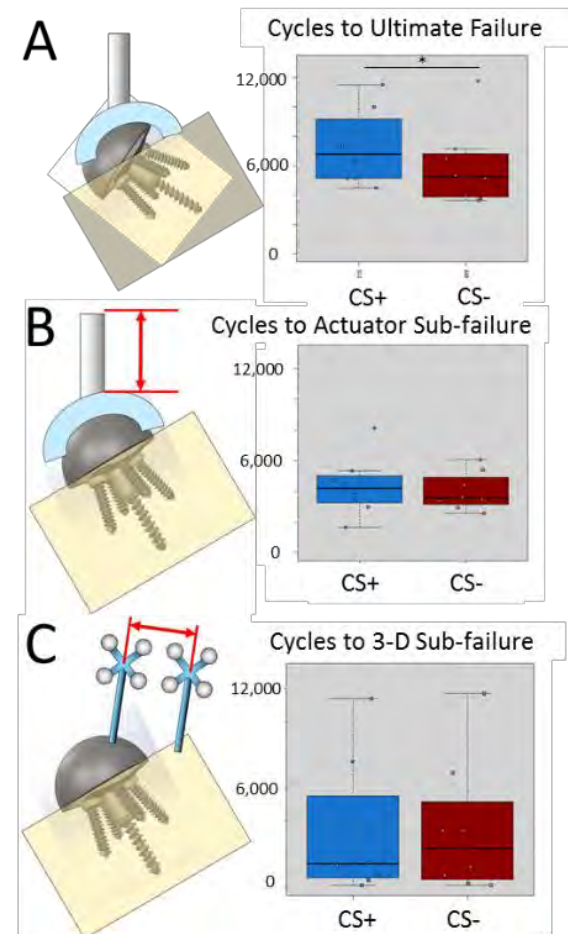 A
Cycles to Ultimate Failure
*
12,000
6,000
0
CS+
CS-
B
Cycles to Actuator Sub-failure
12,000
6,000
0
CS+
CS-
C
Cycles to 3-D Sub-failure
12,000
6,000
0
CS+
CS-